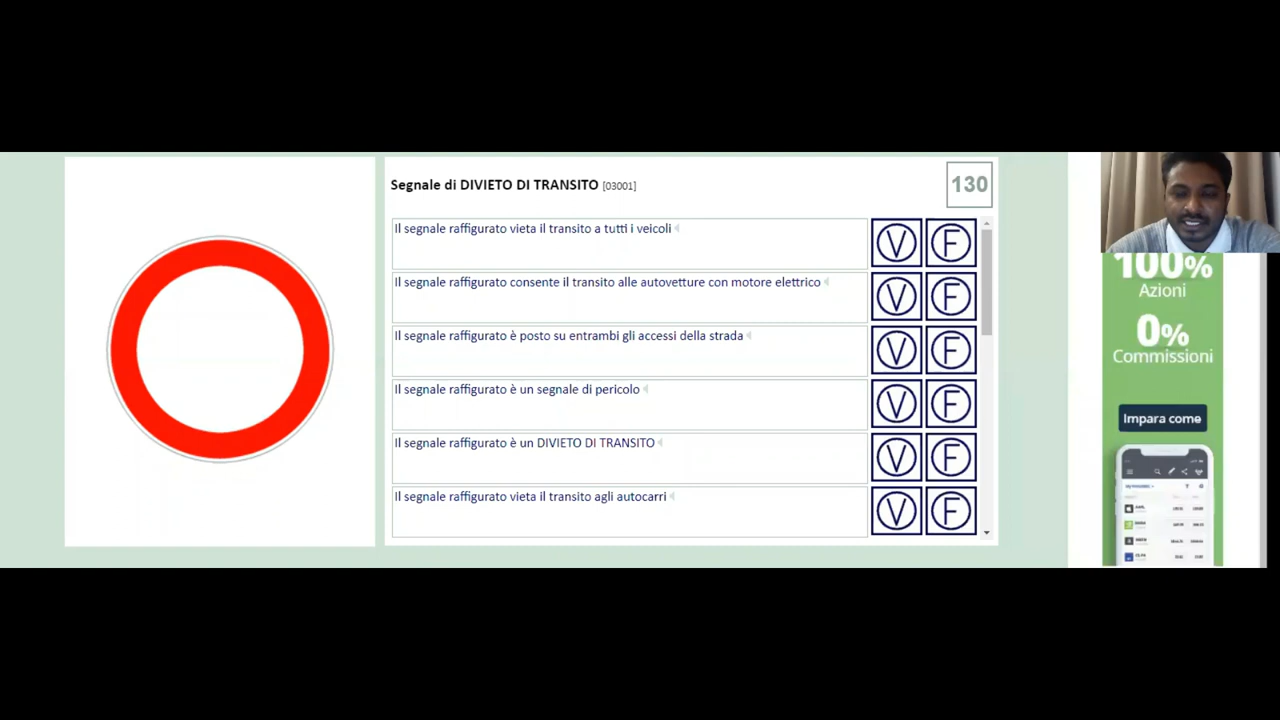 Segnale di DIVIETO DI TRANSITO [03001]
130
Il segnale raffigurato vieta il transito a tutti i veicoli
V F
Il segnale raffigurato consente il transito alle autovetture con motore elettrico
V F
Il segnale raffigurato è posto su entrambi gli accessi della strada
V F
Il segnale raffigurato è un segnale di pericolo
V F
Il segnale raffigurato è un DIVIETO DI TRANSITO
V F
Il segnale raffigurato vieta il transito agli autocarri
V F
100%
Azioni
0%
Commissioni
Impara come